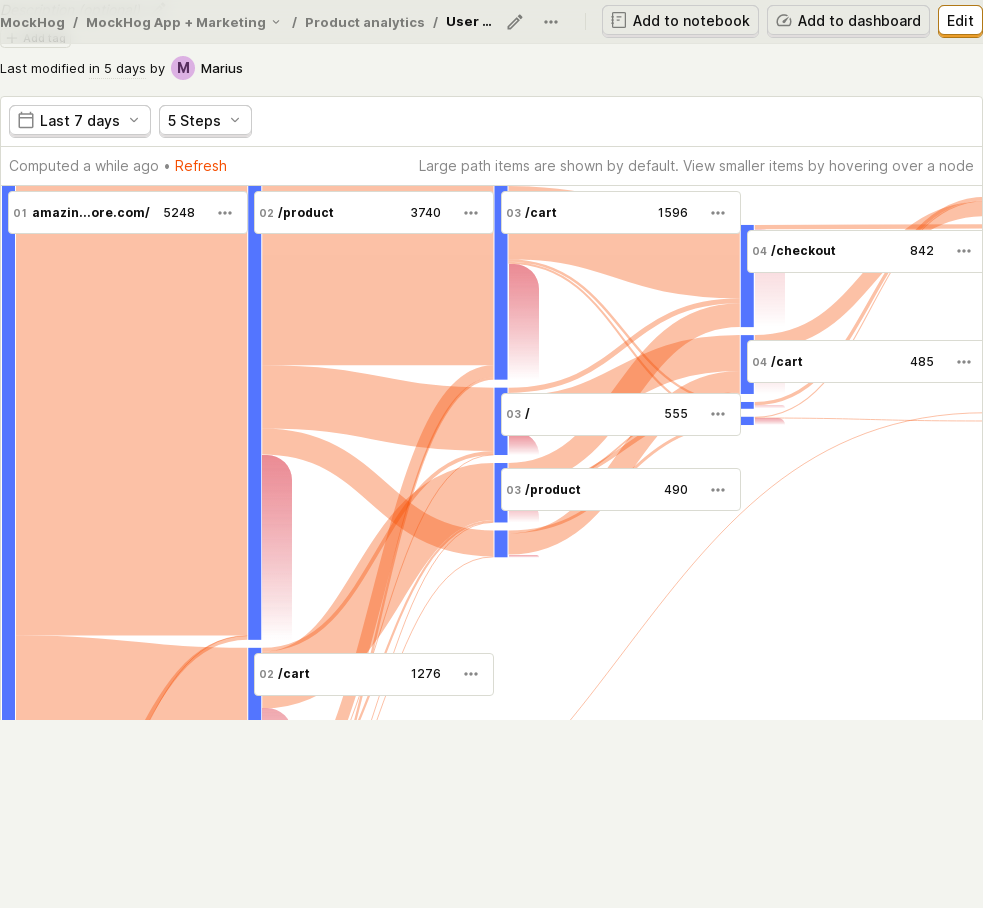 MockHog / MockHog App + Marketing / Product analytics / User ... Add to notebook Add to dashboard Edit
Add tag
Last modified in 5 days by M Marius
Last 7 days 5 Steps
Computed a while ago • Refresh Large path items are shown by default. View smaller items by hovering over a node
01 amazin...ore.com/ 5248
02 /product 3740
03 /cart 1596
04 /checkout 842
04 /cart 485
03 / 555
03 /product 490
02 /cart 1276